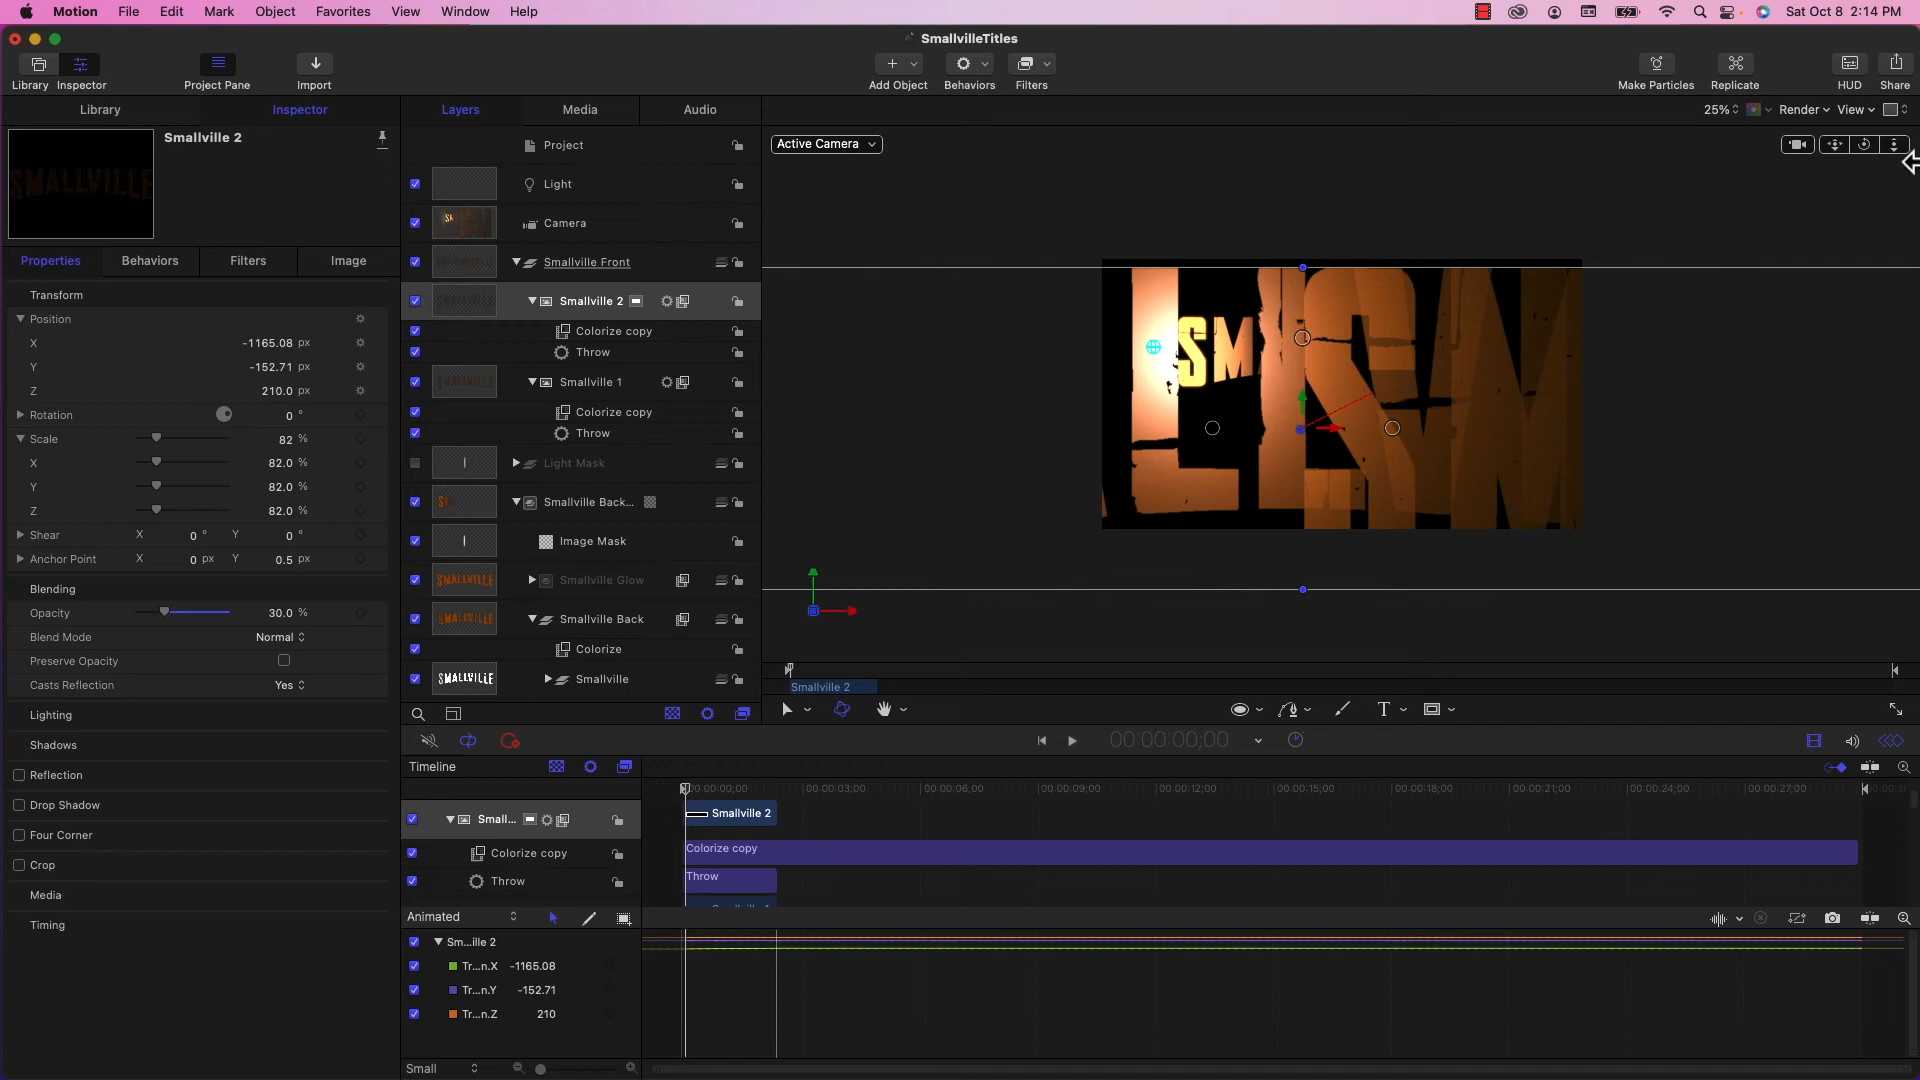 Motion File Edit Mark Object Favorites View Window Help Sat Oct 8 2:14 PM
SmallvilleTitles
Library Inspector Project Pane Import Add Object Behaviors Filters Make Particles Replicate HUD Share
Library Inspector Layers Media Audio 25% Render View
Smallville 2
SMALLVILLE
Active Camera
Properties Behaviors Filters Image
Transform
Position
X -1165.08 px
Y -152.71 px
Z 210.0 px
Rotation 0 °
Scale 82 %
X 82.0 %
Y 82.0 %
Z 82.0 %
Shear X 0 ° Y 0 °
Anchor Point X 0 px Y 0.5 px
Blending
Opacity 30.0 %
Blend Mode Normal
Preserve Opacity
Casts Reflection Yes
Lighting
Shadows
Reflection
Drop Shadow
Four Corner
Crop
Media
Timing
Project
Light
Camera
Smallville Front
Smallville 2
Colorize copy
Throw
Smallville 1
Colorize copy
Throw
Light Mask
Smallville Back...
Image Mask
SMALLVILLE Smallville Glow
SMALLVILLE Smallville Back
Colorize
SMALLVILLE Smallville
SM
Smallville 2
T
00:00:00;00
Timeline
00:00:00;00 00:00:03;00 00:00:06;00 00:00:09;00 00:00:12;00 00:00:15;00 00:00:18;00 00:00:21;00 00:00:24;00 00:00:27;00
Small... Smallville 2
Colorize copy Colorize copy
Throw Throw
Animated
Sm...ille 2
Tr...n.X -1165.08
Tr...n.Y -152.71
Tr...n.Z 210
Small